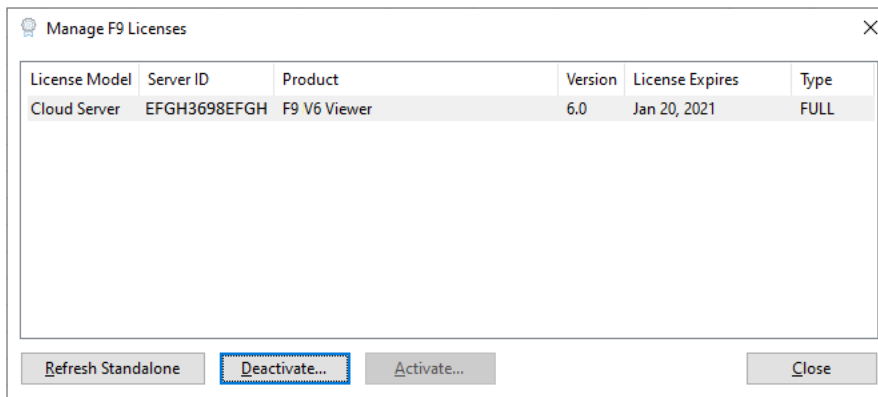 Manage F9 Licenses
License Model Server ID Product Version License Expires Type
Cloud Server EFGH3698EFGH F9 V6 Viewer 6.0 Jan 20, 2021 FULL
Refresh Standalone Deactivate... Activate... Close